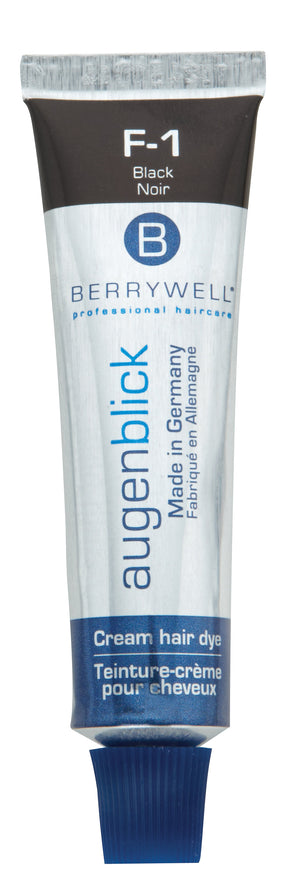 F-1
Black
Noir
B
BERRYWELL®
professional haircare
augenblick
Made in Germany
Fabriqué en Allemagne
Cream hair dye
Teinture-crème
pour cheveux